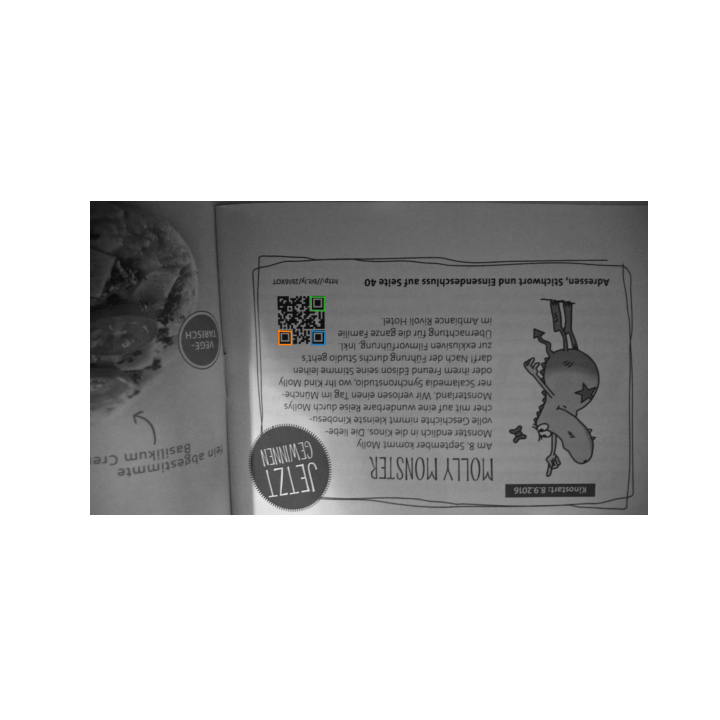 Kinostart: 8.9.2016
MOLLY MONSTER
Am 8. September kommt Molly
Monster endlich in die Kinos. Die liebe-
volle Geschichte nimmt kleinste Kinobesu-
cher mit auf eine wunderbare Reise durch Mollys
Monsterland. Wir verlosen einen Tag im Münche-
ner Scalamedia Synchronstudio, wo Ihr Kind Molly
oder ihrem Freund Edison seine Stimme leihen
darf! Nach der Führung durchs Studio geht's
zur exklusiven Filmvorführung. Inkl.
Übernachtung für die ganze Familie
im Ambiance Rivoli Hotel.
Adressen, Stichwort und Einsendeschluss auf Seite 40
JETZT
GEWINNEN
fein abgestimmte
Basilikum Cre
VEGE-
TARISCH